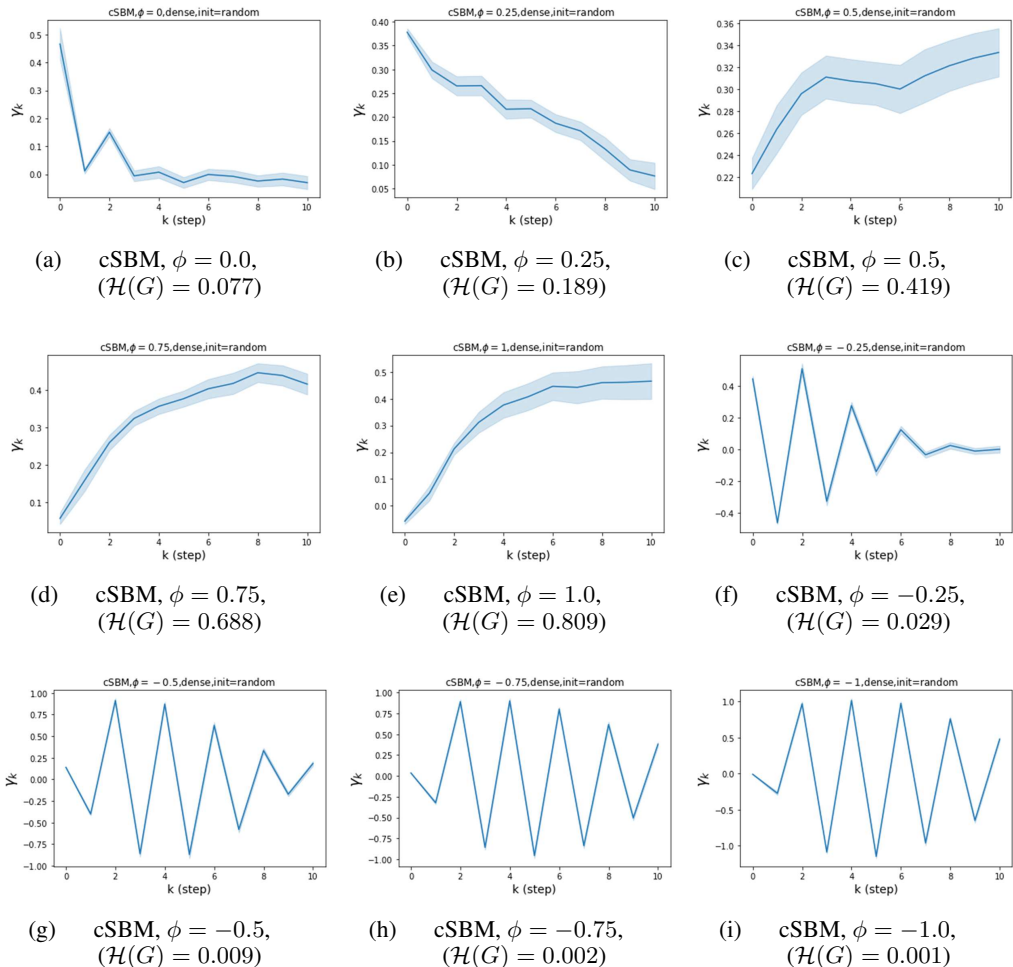 cSBM,ϕ = 0,dense,init=random
γk
0.5
0.4
0.3
0.2
0.1
0.0
0 2 4 6 8 10
k (step)
(a) cSBM, ϕ = 0.0,
(H(G) = 0.077)
cSBM,ϕ = 0.25,dense,init=random
γk
0.40
0.35
0.30
0.25
0.20
0.15
0.10
0.05
0 2 4 6 8 10
k (step)
(b) cSBM, ϕ = 0.25,
(H(G) = 0.189)
cSBM,ϕ = 0.5,dense,init=random
γk
0.36
0.34
0.32
0.30
0.28
0.26
0.24
0.22
0 2 4 6 8 10
k (step)
(c) cSBM, ϕ = 0.5,
(H(G) = 0.419)
cSBM,ϕ = 0.75,dense,init=random
γk
0.4
0.3
0.2
0.1
0 2 4 6 8 10
k (step)
(d) cSBM, ϕ = 0.75,
(H(G) = 0.688)
cSBM,ϕ = 1,dense,init=random
γk
0.5
0.4
0.3
0.2
0.1
0.0
0 2 4 6 8 10
k (step)
(e) cSBM, ϕ = 1.0,
(H(G) = 0.809)
cSBM,ϕ = −0.25,dense,init=random
γk
0.4
0.2
0.0
−0.2
−0.4
0 2 4 6 8 10
k (step)
(f) cSBM, ϕ = −0.25,
(H(G) = 0.029)
cSBM,ϕ = −0.5,dense,init=random
γk
1.00
0.75
0.50
0.25
0.00
−0.25
−0.50
−0.75
−1.00
0 2 4 6 8 10
k (step)
(g) cSBM, ϕ = −0.5,
(H(G) = 0.009)
cSBM,ϕ = −0.75,dense,init=random
γk
1.00
0.75
0.50
0.25
0.00
−0.25
−0.50
−0.75
−1.00
0 2 4 6 8 10
k (step)
(h) cSBM, ϕ = −0.75,
(H(G) = 0.002)
cSBM,ϕ = −1,dense,init=random
γk
1.0
0.5
0.0
−0.5
−1.0
0 2 4 6 8 10
k (step)
(i) cSBM, ϕ = −1.0,
(H(G) = 0.001)